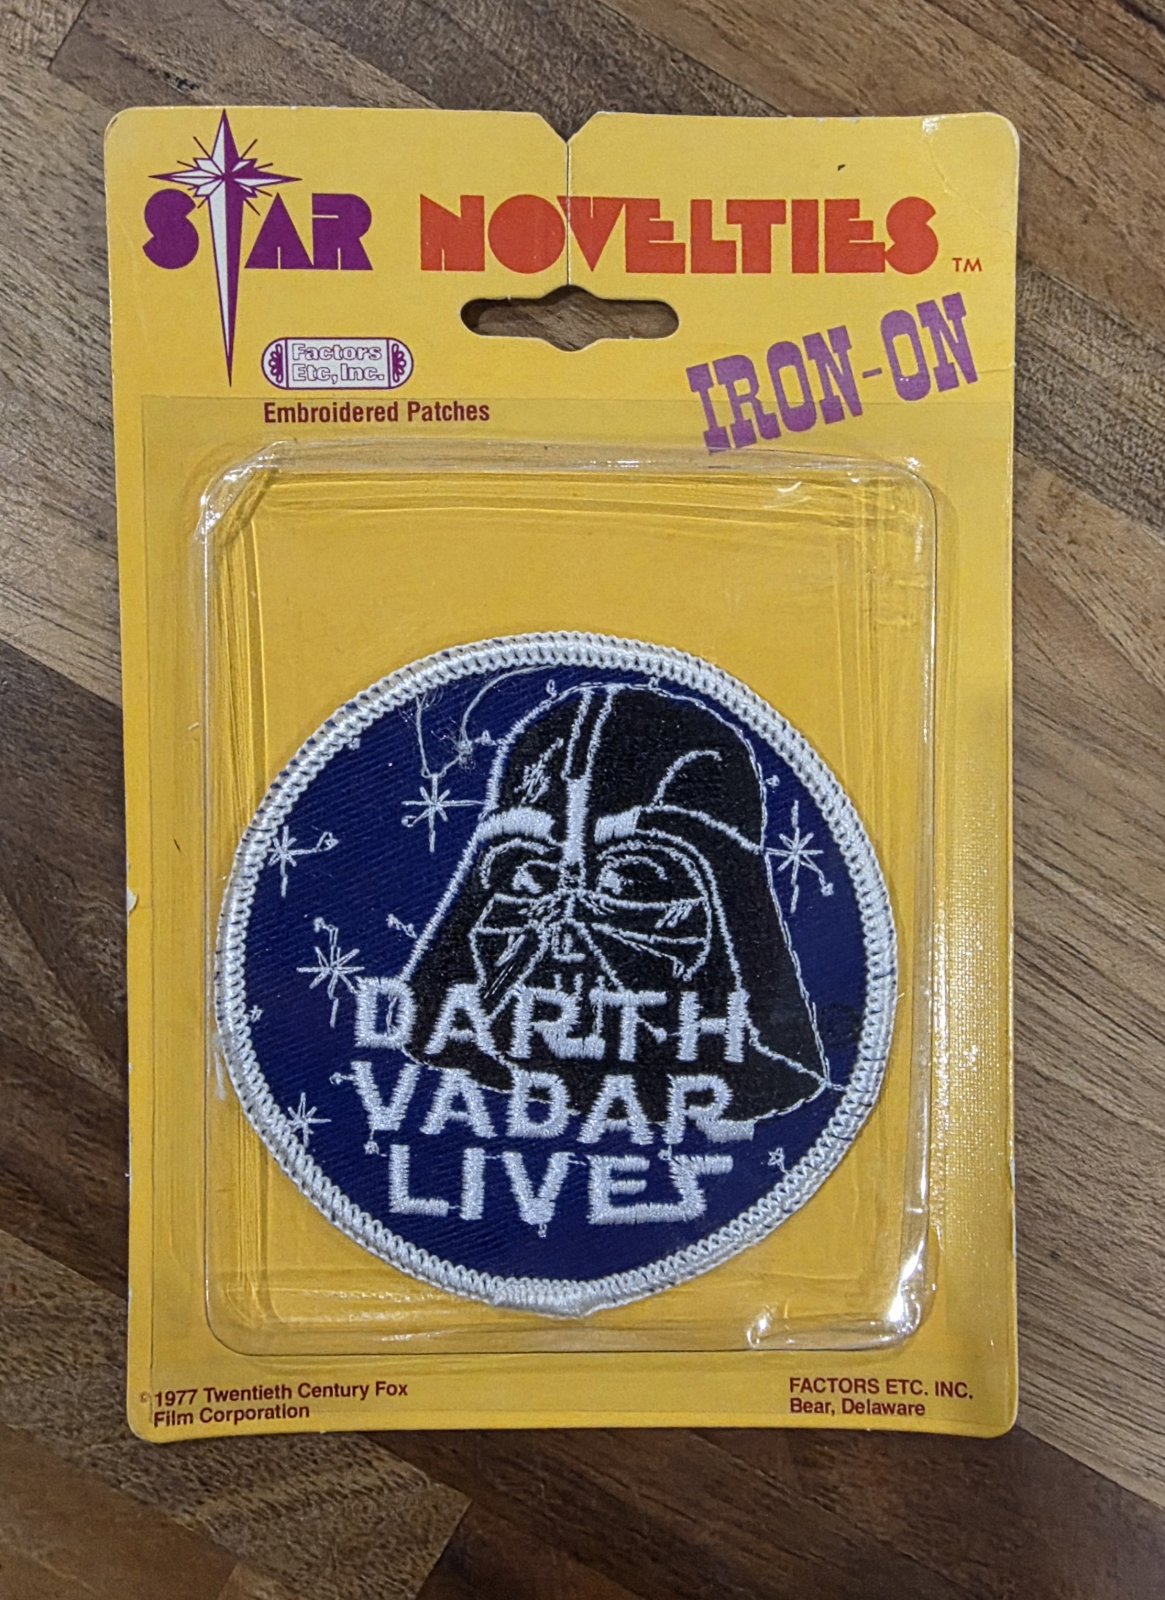 STAR NOVELTIES TM
IRON-ON
Factors
Etc, Inc.
Embroidered Patches
DARTH
VADAR
LIVES
© 1977 Twentieth Century Fox
Film Corporation
FACTORS ETC. INC.
Bear, Delaware